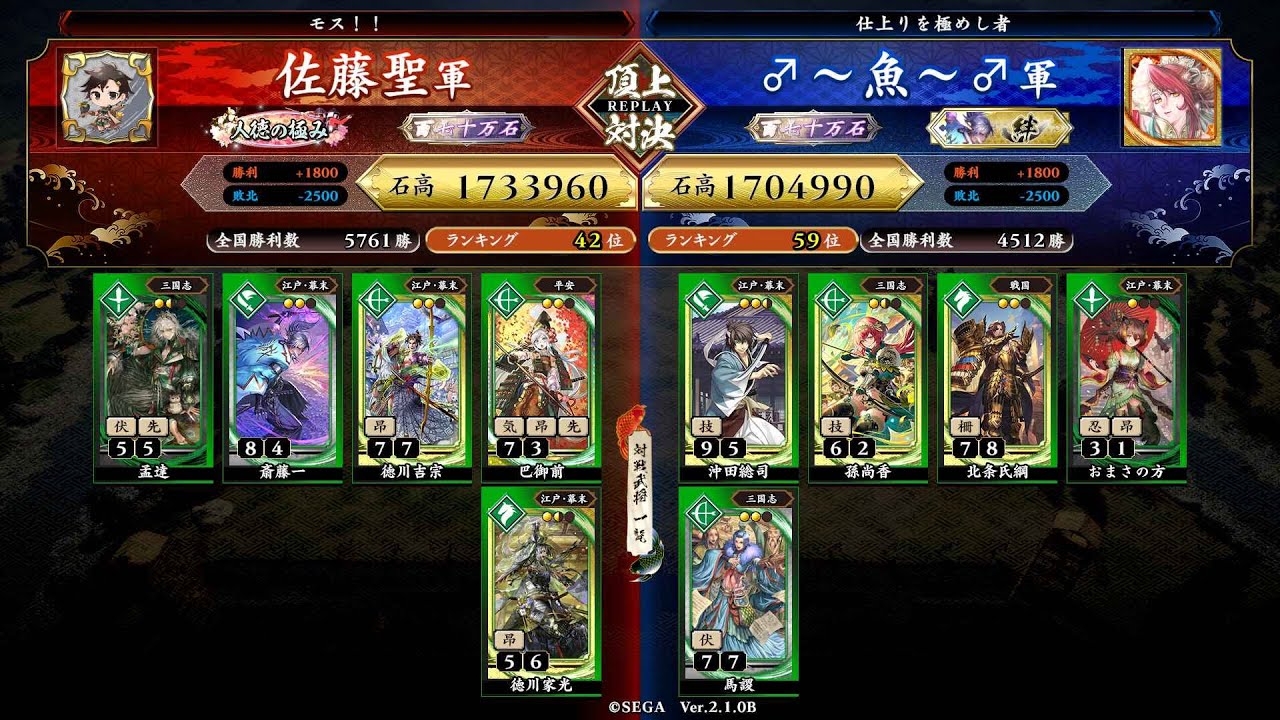 モス！！
仕上りを極めし者
佐藤聖軍
♂～魚～♂軍
頂上
REPLAY
対決
人徳の極み
百七十万石
百七十万石
絆
勝利 +1800
敗北 -2500
石高 1733960
石高 1704990
勝利 +1800
敗北 -2500
全国勝利数 5761勝
ランキング 42位
ランキング 59位
全国勝利数 4512勝
三国志
伏 先
5 5
孟達
江戸・幕末
8 4
斎藤一
江戸・幕末
昂
7 7
徳川吉宗
平安
気 昂 先
7 3
巴御前
江戸・幕末
技
9 5
沖田総司
三国志
技
6 2
孫尚香
戦国
柵
7 8
北条氏綱
江戸・幕末
忍 昂
3 1
おまさの方
対戦武将一覧
江戸・幕末
昂
5 6
徳川家光
三国志
伏
7 7
馬謖
©SEGA Ver.2.1.0B